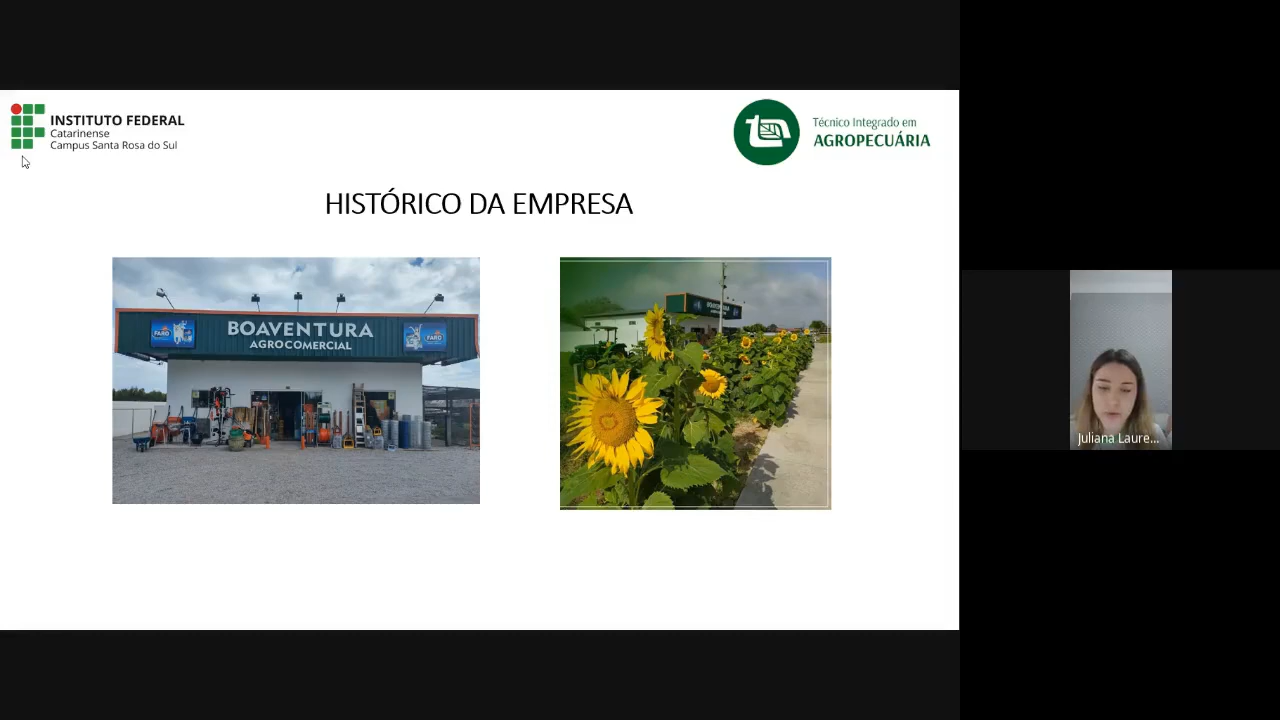 INSTITUTO FEDERAL
Catarinense
Campus Santa Rosa do Sul
Técnico Integrado em
AGROPECUÁRIA
HISTÓRICO DA EMPRESA
FARO
BOAVENTURA
AGROCOMERCIAL
FARO
BOAVENTURA
Juliana Laure...